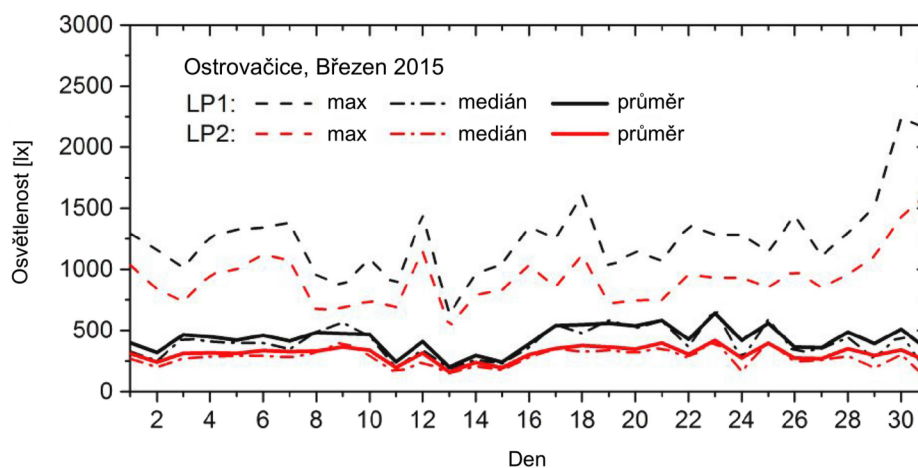 3000
2500
2000
1500
1000
500
0
Osvětlenost [lx]
Ostrovačice, Březen 2015
LP1: max medián průměr
LP2: max medián průměr
2 4 6 8 10 12 14 16 18 20 22 24 26 28 30
Den